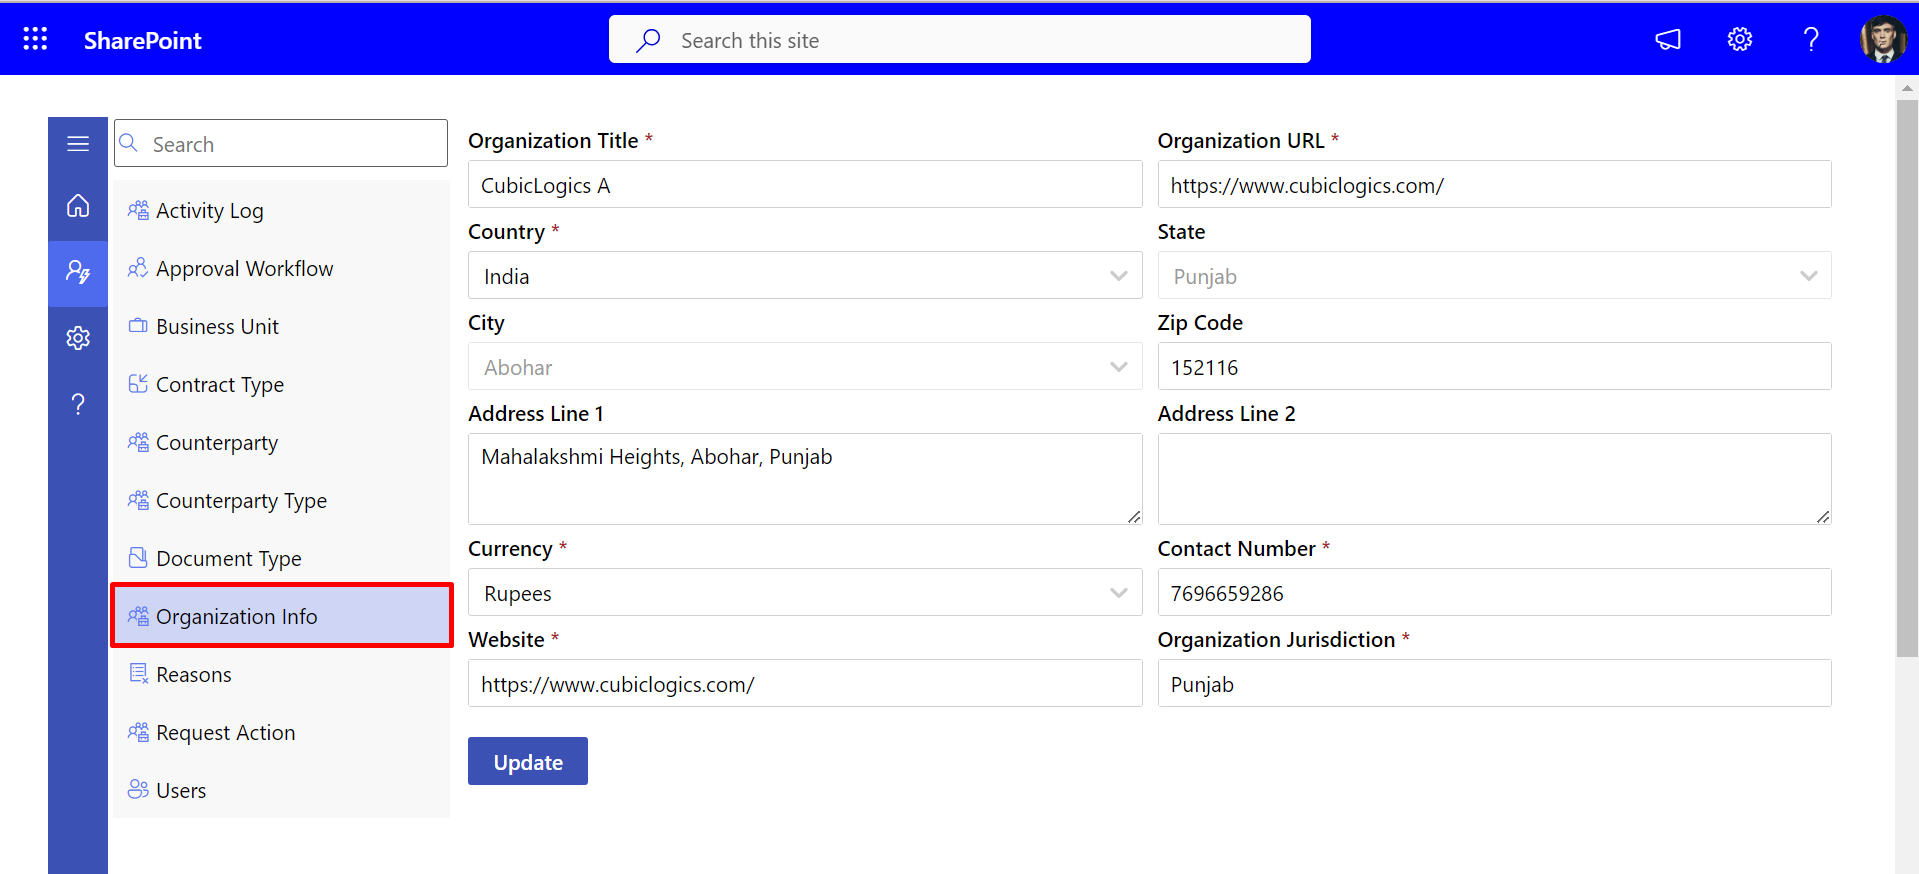 SharePoint
Search this site
Search
Activity Log
Approval Workflow
Business Unit
Contract Type
Counterparty
Counterparty Type
Document Type
Organization Info
Reasons
Request Action
Users
Organization Title *
CubicLogics A
Organization URL *
https://www.cubiclogics.com/
Country *
India
State
Punjab
City
Abohar
Zip Code
152116
Address Line 1
Mahalakshmi Heights, Abohar, Punjab
Address Line 2
Currency *
Rupees
Contact Number *
7696659286
Website *
https://www.cubiclogics.com/
Organization Jurisdiction *
Punjab
Update